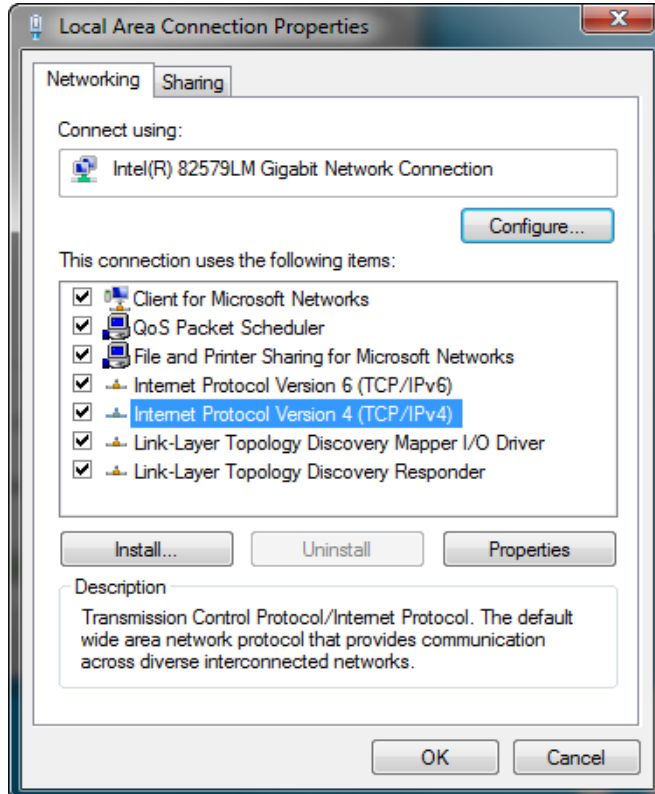 Local Area Connection Properties
Networking
Sharing
Connect using:
Intel(R) 82579LM Gigabit Network Connection
Configure...
This connection uses the following items:
Client for Microsoft Networks
QoS Packet Scheduler
File and Printer Sharing for Microsoft Networks
Internet Protocol Version 6 (TCP/IPv6)
Internet Protocol Version 4 (TCP/IPv4)
Link-Layer Topology Discovery Mapper I/O Driver
Link-Layer Topology Discovery Responder
Install...
Uninstall
Properties
Description
Transmission Control Protocol/Internet Protocol. The default
wide area network protocol that provides communication
across diverse interconnected networks.
OK
Cancel